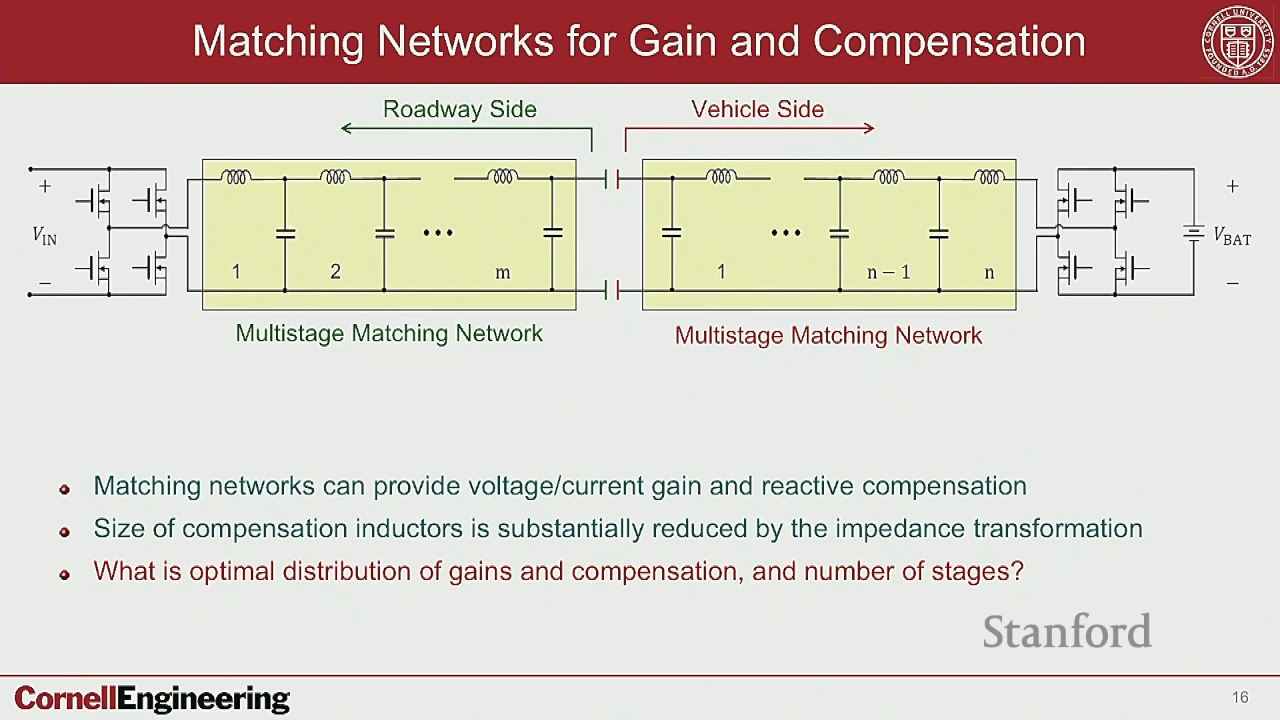 Matching Networks for Gain and Compensation
Roadway Side
Vehicle Side
+
V_IN
−
1
2
...
m
1
...
n − 1
n
+
V_BAT
−
Multistage Matching Network
Multistage Matching Network
Matching networks can provide voltage/current gain and reactive compensation
Size of compensation inductors is substantially reduced by the impedance transformation
What is optimal distribution of gains and compensation, and number of stages?
Stanford
CornellEngineering
16